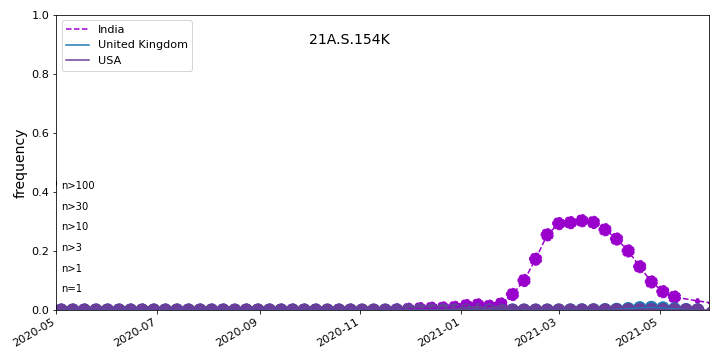 21A.S.154K
India
United Kingdom
USA
frequency
1.0
0.8
0.6
0.4
0.2
0.0
n>100
n>30
n>10
n>3
n>1
n=1
2020-05
2020-07
2020-09
2020-11
2021-01
2021-03
2021-05